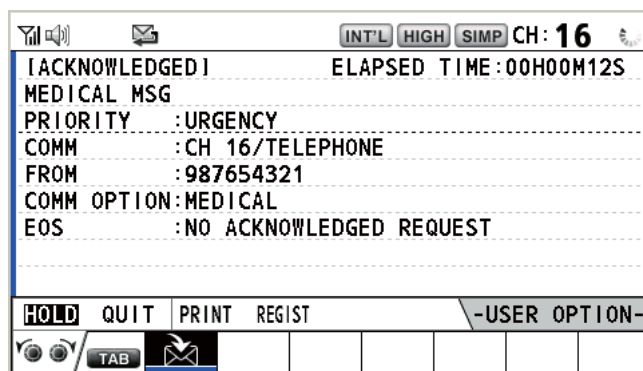 INT'L HIGH SIMP CH: 16
[ACKNOWLEDGED] ELAPSED TIME:00H00M12S
MEDICAL MSG
PRIORITY :URGENCY
COMM :CH 16/TELEPHONE
FROM :987654321
COMM OPTION:MEDICAL
EOS :NO ACKNOWLEDGED REQUEST
HOLD QUIT PRINT REGIST -USER OPTION-
TAB